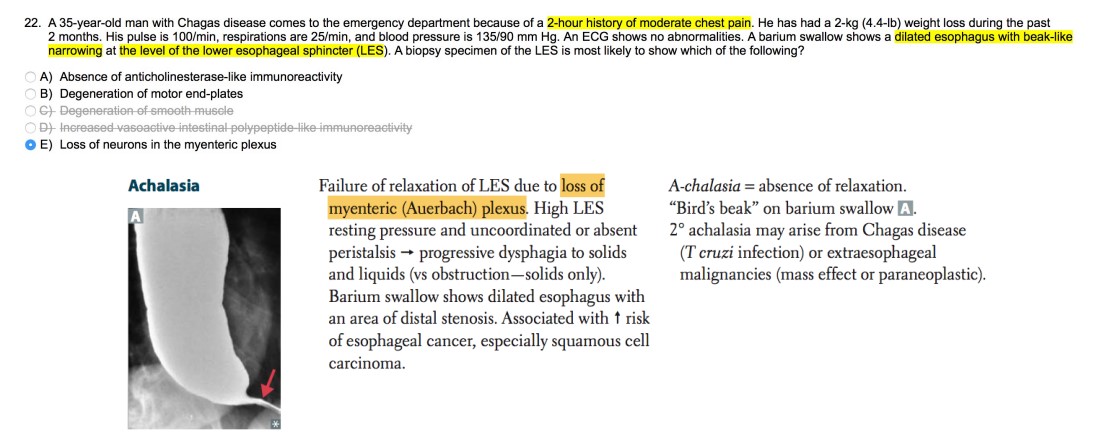 22. A 35-year-old man with Chagas disease comes to the emergency department because of a 2-hour history of moderate chest pain. He has had a 2-kg (4.4-lb) weight loss during the past
2 months. His pulse is 100/min, respirations are 25/min, and blood pressure is 135/90 mm Hg. An ECG shows no abnormalities. A barium swallow shows a dilated esophagus with beak-like
narrowing at the level of the lower esophageal sphincter (LES). A biopsy specimen of the LES is most likely to show which of the following?
A) Absence of anticholinesterase-like immunoreactivity
B) Degeneration of motor end-plates
C) Degeneration of smooth muscle
D) Increased vasoactive intestinal polypeptide-like immunoreactivity
E) Loss of neurons in the myenteric plexus
Achalasia
A
Failure of relaxation of LES due to loss of
myenteric (Auerbach) plexus. High LES
resting pressure and uncoordinated or absent
peristalsis → progressive dysphagia to solids
and liquids (vs obstruction—solids only).
Barium swallow shows dilated esophagus with
an area of distal stenosis. Associated with ↑ risk
of esophageal cancer, especially squamous cell
carcinoma.
A-chalasia = absence of relaxation.
“Bird’s beak” on barium swallow A.
2° achalasia may arise from Chagas disease
(T cruzi infection) or extraesophageal
malignancies (mass effect or paraneoplastic).
*